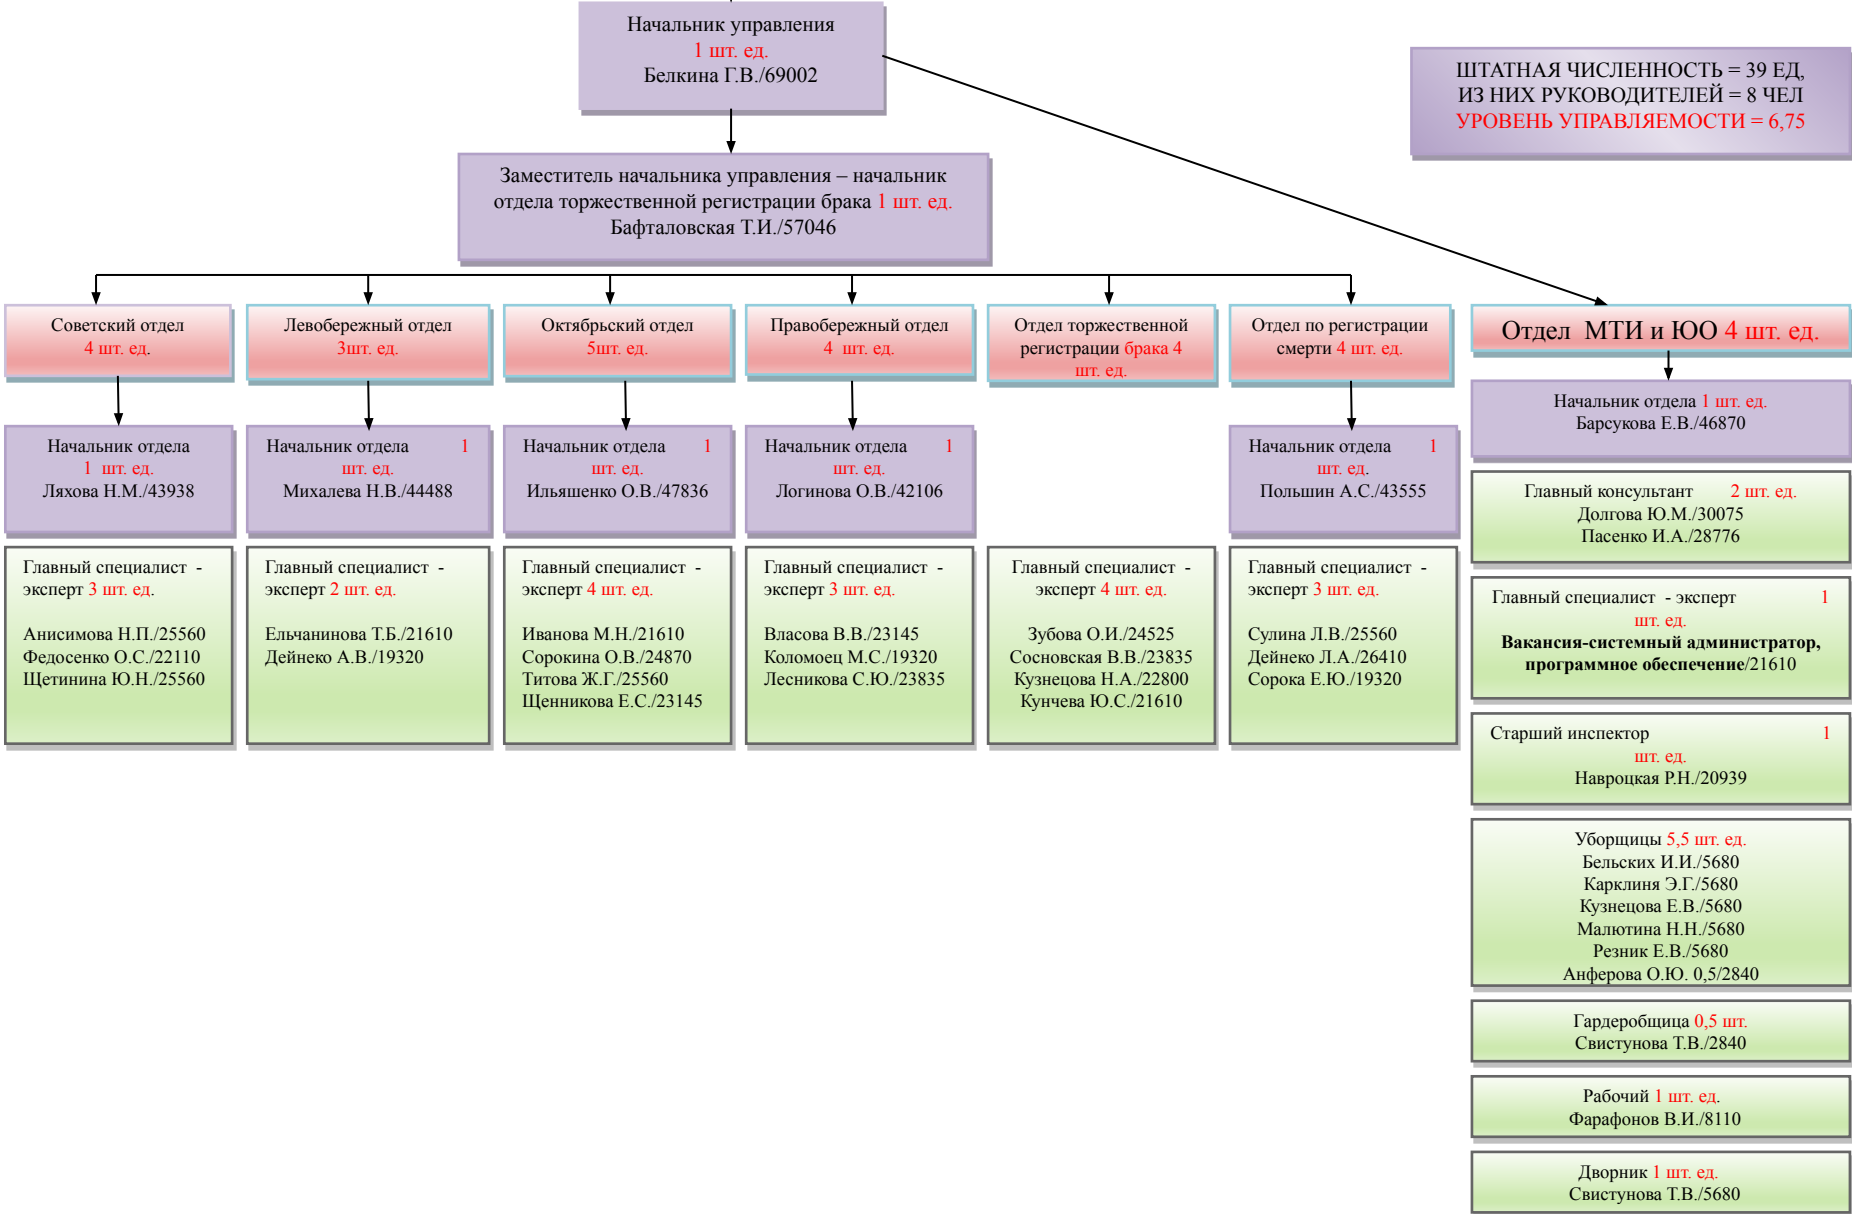 Начальник управления
1 шт. ед.
Белкина Г.В./69002
ШТАТНАЯ ЧИСЛЕННОСТЬ = 39 ЕД,
ИЗ НИХ РУКОВОДИТЕЛЕЙ = 8 ЧЕЛ
УРОВЕНЬ УПРАВЛЯЕМОСТИ = 6,75
Заместитель начальника управления – начальник
отдела торжественной регистрации брака 1 шт. ед.
Бафталовская Т.И./57046
Советский отдел
4 шт. ед.
Левобережный отдел
3шт. ед.
Октябрьский отдел
5шт. ед.
Правобережный отдел
4 шт. ед.
Отдел торжественной
регистрации брака 4
шт. ед.
Отдел по регистрации
смерти 4 шт. ед.
Отдел МТИ и ЮО 4 шт. ед.
Начальник отдела
1 шт. ед.
Ляхова Н.М./43938
Начальник отдела 1
шт. ед.
Михалева Н.В./44488
Начальник отдела 1
шт. ед.
Ильяшенко О.В./47836
Начальник отдела 1
шт. ед.
Логинова О.В./42106
Начальник отдела 1
шт. ед.
Польшин А.С./43555
Начальник отдела 1 шт. ед.
Барсукова Е.В./46870
Главный специалист -
эксперт 3 шт. ед.
Анисимова Н.П./25560
Федосенко О.С./22110
Щетинина Ю.Н./25560
Главный специалист -
эксперт 2 шт. ед.
Ельчанинова Т.Б./21610
Дейнеко А.В./19320
Главный специалист -
эксперт 4 шт. ед.
Иванова М.Н./21610
Сорокина О.В./24870
Титова Ж.Г./25560
Щенникова Е.С./23145
Главный специалист -
эксперт 3 шт. ед.
Власова В.В./23145
Коломоец М.С./19320
Лесникова С.Ю./23835
Главный специалист -
эксперт 4 шт. ед.
Зубова О.И./24525
Сосновская В.В./23835
Кузнецова Н.А./22800
Кунчева Ю.С./21610
Главный специалист -
эксперт 3 шт. ед.
Сулина Л.В./25560
Дейнеко Л.А./26410
Сорока Е.Ю./19320
Главный консультант 2 шт. ед.
Долгова Ю.М./30075
Пасенко И.А./28776
Главный специалист - эксперт 1
шт. ед.
Вакансия-системный администратор,
программное обеспечение/21610
Старший инспектор 1
шт. ед.
Навроцкая Р.Н./20939
Уборщицы 5,5 шт. ед.
Бельских И.И./5680
Карклиня Э.Г./5680
Кузнецова Е.В./5680
Малютина Н.Н./5680
Резник Е.В./5680
Анферова О.Ю. 0,5/2840
Гардеробщица 0,5 шт.
Свистунова Т.В./2840
Рабочий 1 шт. ед.
Фарафонов В.И./8110
Дворник 1 шт. ед.
Свистунова Т.В./5680